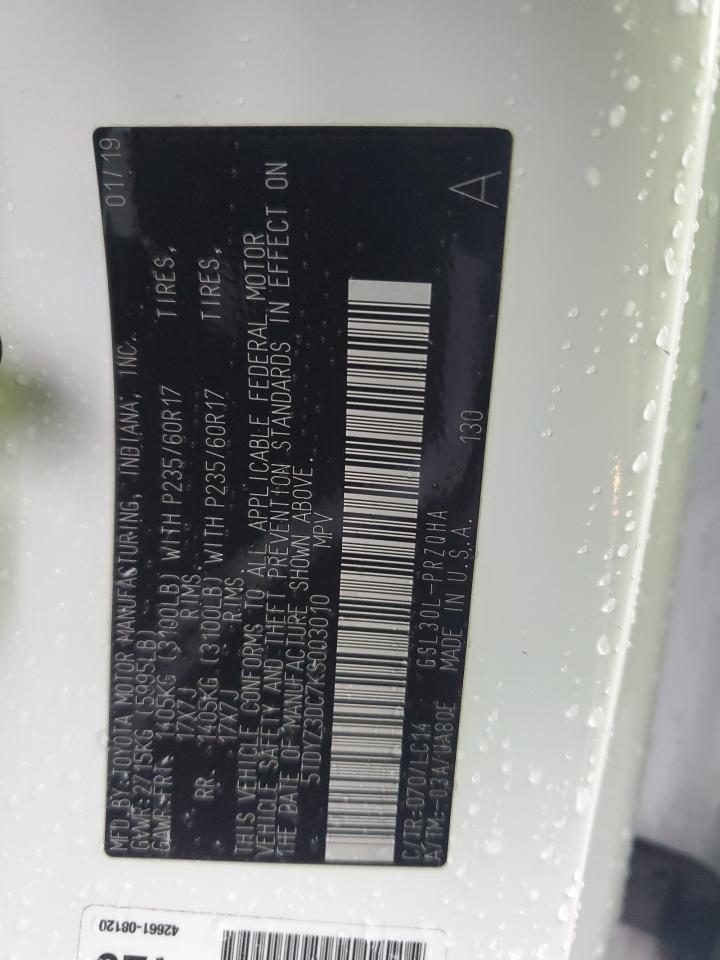 MFD.BY:TOYOTA MOTOR MANUFACTURING, INDIANA, INC. 01/19
GVWR:2715KG( 5995LB)
GAWR FRT. 1405KG(3100LB) WITH P235/60R17 TIRES,
17X7J RIMS
RR. 1405KG(3100LB) WITH P235/60R17 TIRES,
17X7J RIMS
THIS VEHICLE CONFORMS TO ALL APPLICABLE FEDERAL MOTOR
VEHICLE SAFETY AND THEFT PREVENTION STANDARDS IN EFFECT ON
THE DATE OF MANUFACTURE SHOWN ABOVE.
5TDYZ3DC7KS003010 MPV
C/TR:070/LC14 GSL30L-PRZQHA
A/TM:-03A/UA80E MADE IN U.S.A. 130 A
42661-08120